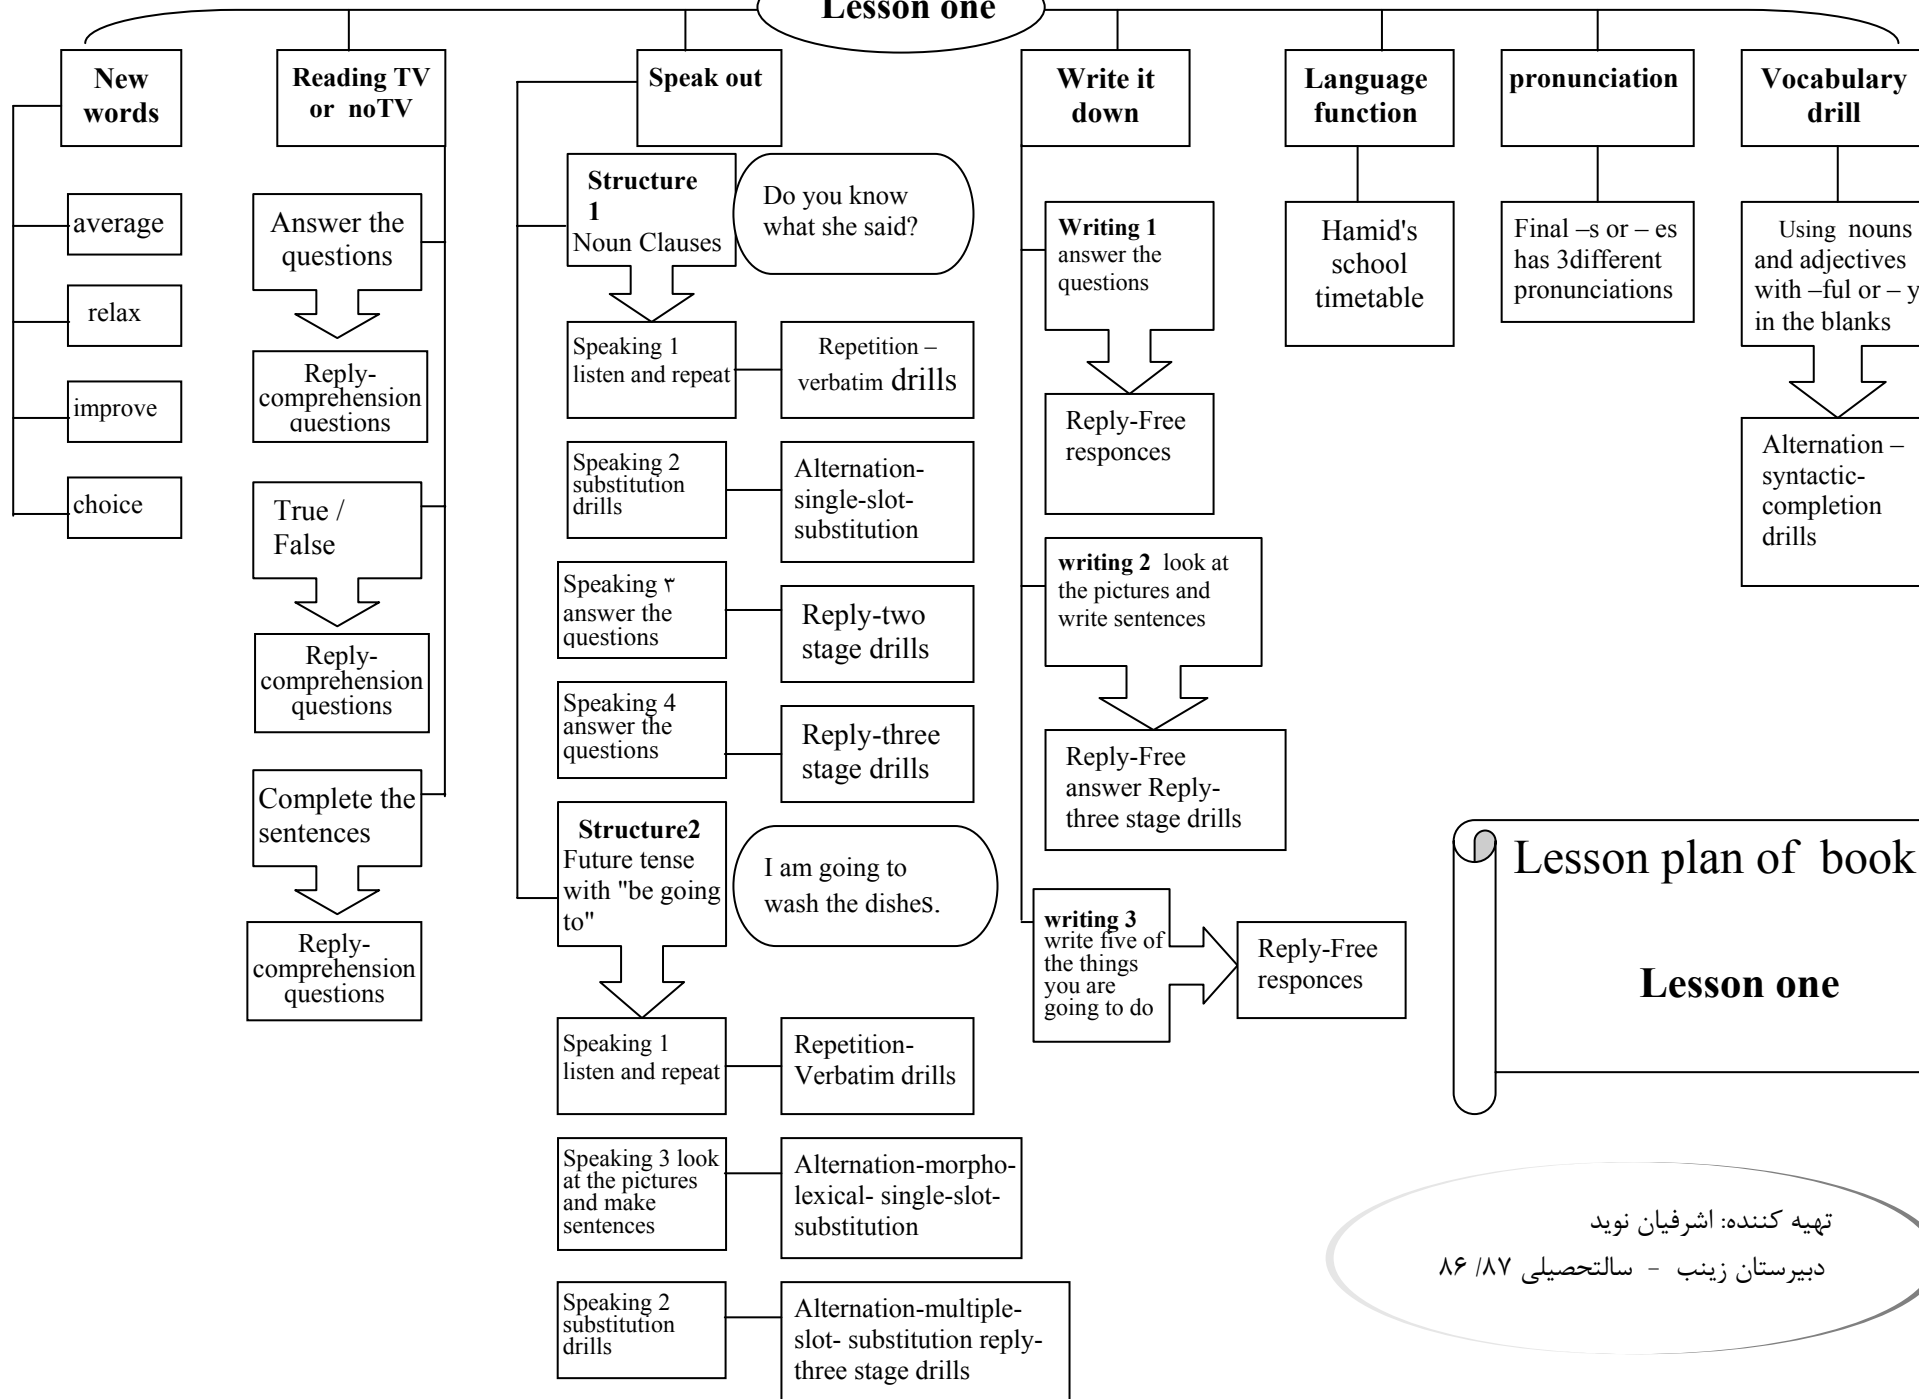 Lesson one
New
words
average
relax
improve
choice
Reading TV
or noTV
Answer the
questions
Reply-
comprehension
questions
True /
False
Reply-
comprehension
questions
Complete the
sentences
Reply-
comprehension
questions
Speak out
Structure
1
Noun Clauses
Do you know
what she said?
Speaking 1
listen and repeat
Repetition –
verbatim drills
Speaking 2
substitution
drills
Alternation-
single-slot-
substitution
Speaking ۳
answer the
questions
Reply-two
stage drills
Speaking 4
answer the
questions
Reply-three
stage drills
Structure2
Future tense
with "be going
to"
I am going to
wash the dishes.
Speaking 1
listen and repeat
Repetition-
Verbatim drills
Speaking 3 look
at the pictures
and make
sentences
Alternation-morpho-
lexical- single-slot-
substitution
Speaking 2
substitution
drills
Alternation-multiple-
slot- substitution reply-
three stage drills
Write it
down
Writing 1
answer the
questions
Reply-Free
responces
writing 2 look at
the pictures and
write sentences
Reply-Free
answer Reply-
three stage drills
writing 3
write five of
the things
you are
going to do
Reply-Free
responces
Language
function
Hamid's
school
timetable
pronunciation
Final –s or – es
has 3different
pronunciations
Vocabulary
drill
Using nouns
and adjectives
with –ful or – y
in the blanks
Alternation –
syntactic-
completion
drills
Lesson plan of book
Lesson one
تهیه کننده: اشرفیان نوید
دبیرستان زینب - سالتحصیلی ۸۷/ ۸۶